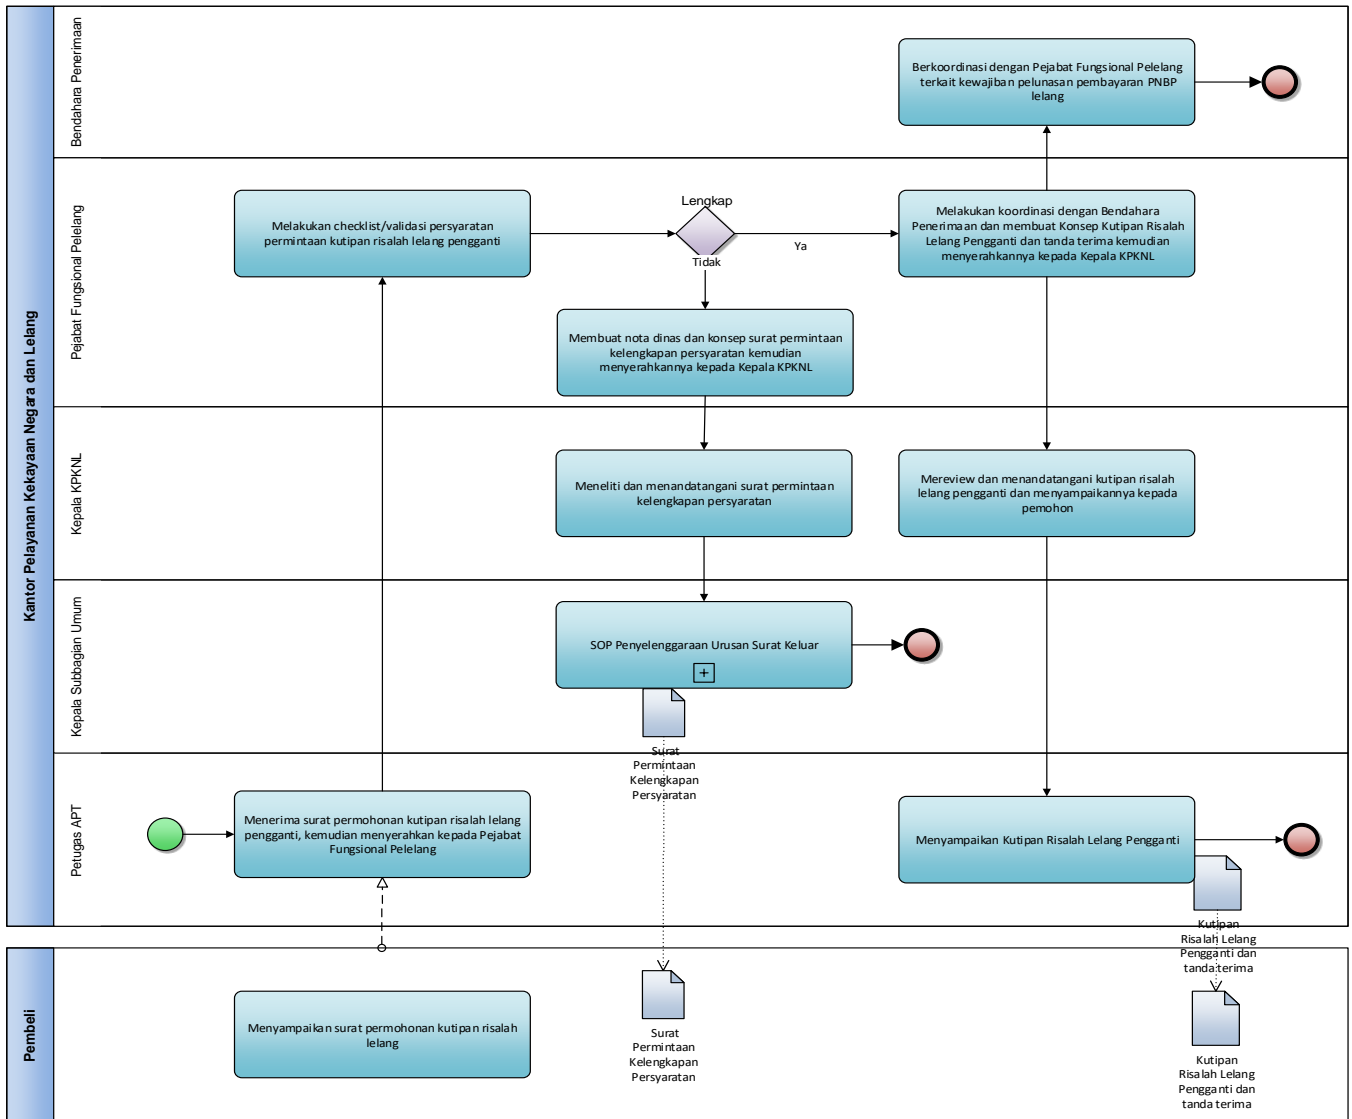 Kantor Pelayanan Kekayaan Negara dan Lelang
Bendahara Penerimaan
Berkoordinasi dengan Pejabat Fungsional Pelelang
terkait kewajiban pelunasan pembayaran PNBP
lelang
Pejabat Fungsional Pelelang
Melakukan checklist/validasi persyaratan
permintaan kutipan risalah lelang pengganti
Lengkap
Ya
Tidak
Melakukan koordinasi dengan Bendahara
Penerimaan dan membuat Konsep Kutipan Risalah
Lelang Pengganti dan tanda terima kemudian
menyerahkannya kepada Kepala KPKNL
Membuat nota dinas dan konsep surat permintaan
kelengkapan persyaratan kemudian
menyerahkannya kepada Kepala KPKNL
Kepala KPKNL
Meneliti dan menandatangani surat permintaan
kelengkapan persyaratan
Mereview dan menandatangani kutipan risalah
lelang pengganti dan menyampaikannya kepada
pemohon
Kepala Subbagian Umum
SOP Penyelenggaraan Urusan Surat Keluar
Surat
Permintaan
Kelengkapan
Persyaratan
Petugas APT
Menerima surat permohonan kutipan risalah lelang
pengganti, kemudian menyerahkan kepada Pejabat
Fungsional Pelelang
Menyampaikan Kutipan Risalah Lelang Pengganti
Kutipan
Risalah Lelang
Pengganti dan
tanda terima
Pembeli
Menyampaikan surat permohonan kutipan risalah
lelang
Surat
Permintaan
Kelengkapan
Persyaratan
Kutipan
Risalah Lelang
Pengganti dan
tanda terima